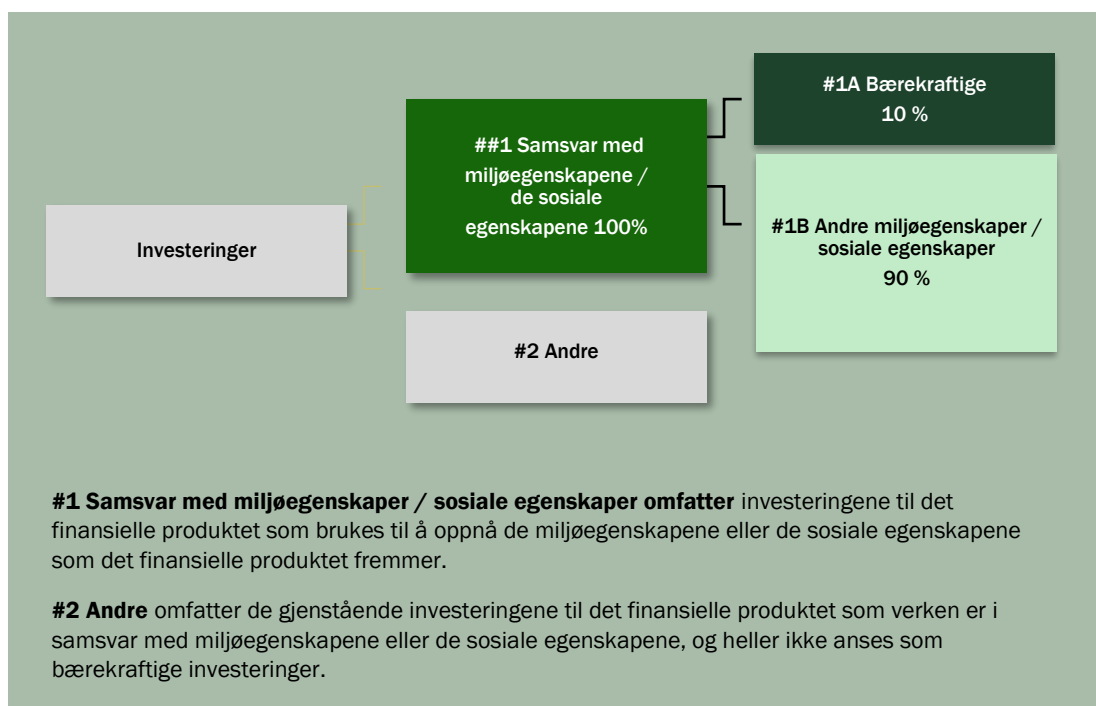 #1A Bærekraftige
10 %
##1 Samsvar med
miljøegenskapene /
de sosiale
egenskapene 100%
#1B Andre miljøegenskaper /
sosiale egenskaper
90 %
Investeringer
#2 Andre
#1 Samsvar med miljøegenskaper / sosiale egenskaper omfatter investeringene til det
finansielle produktet som brukes til å oppnå de miljøegenskapene eller de sosiale egenskapene
som det finansielle produktet fremmer.
#2 Andre omfatter de gjenstående investeringene til det finansielle produktet som verken er i
samsvar med miljøegenskapene eller de sosiale egenskapene, og heller ikke anses som
bærekraftige investeringer.